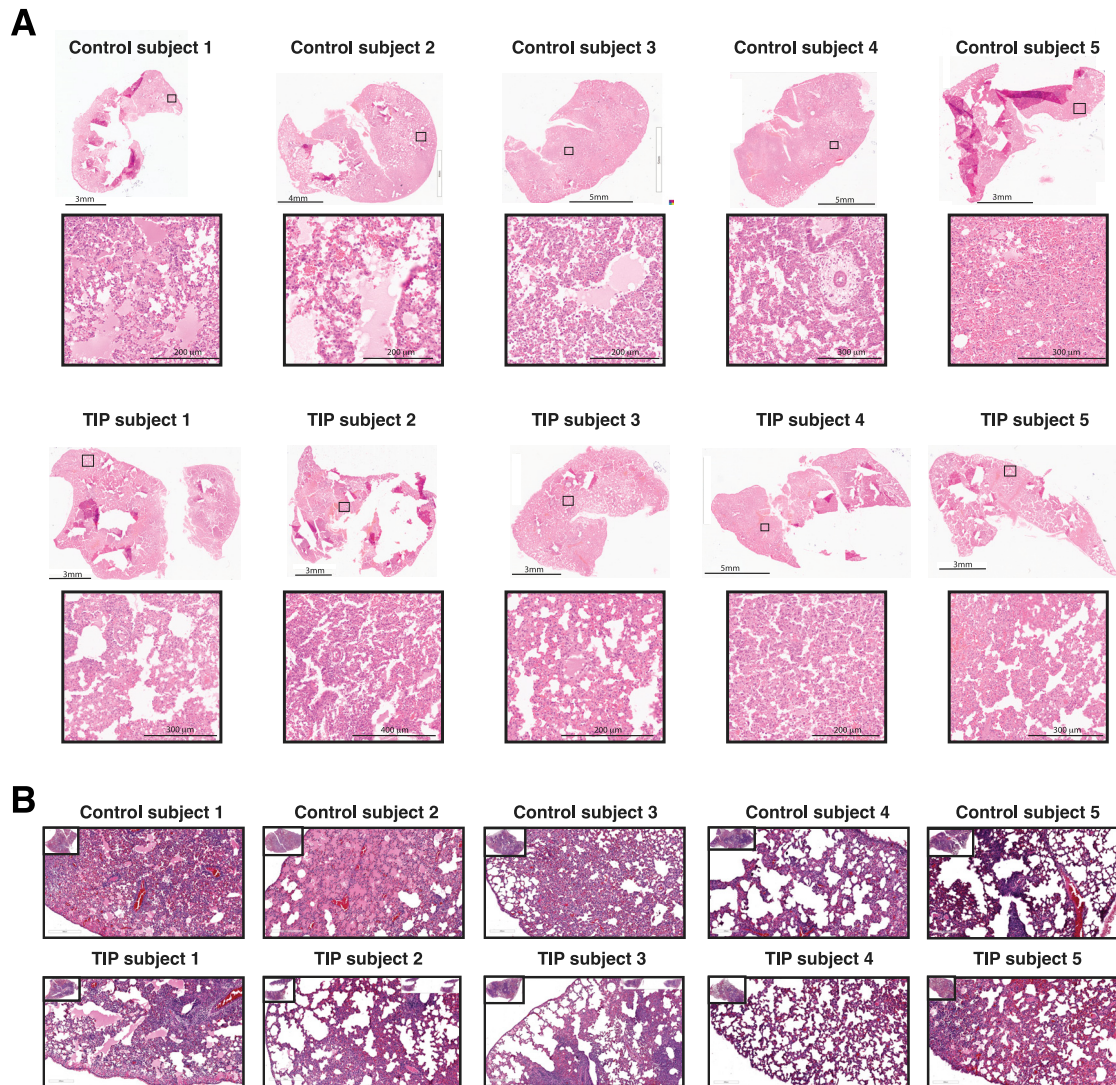 A
Control subject 1 Control subject 2 Control subject 3 Control subject 4 Control subject 5
3mm 4mm 5mm 5mm 3mm
200 μm 200 μm 200 μm 300 μm 300 μm
TIP subject 1 TIP subject 2 TIP subject 3 TIP subject 4 TIP subject 5
3mm 3mm 3mm 5mm 3mm
300 μm 400 μm 200 μm 200 μm 300 μm
B
Control subject 1 Control subject 2 Control subject 3 Control subject 4 Control subject 5
TIP subject 1 TIP subject 2 TIP subject 3 TIP subject 4 TIP subject 5